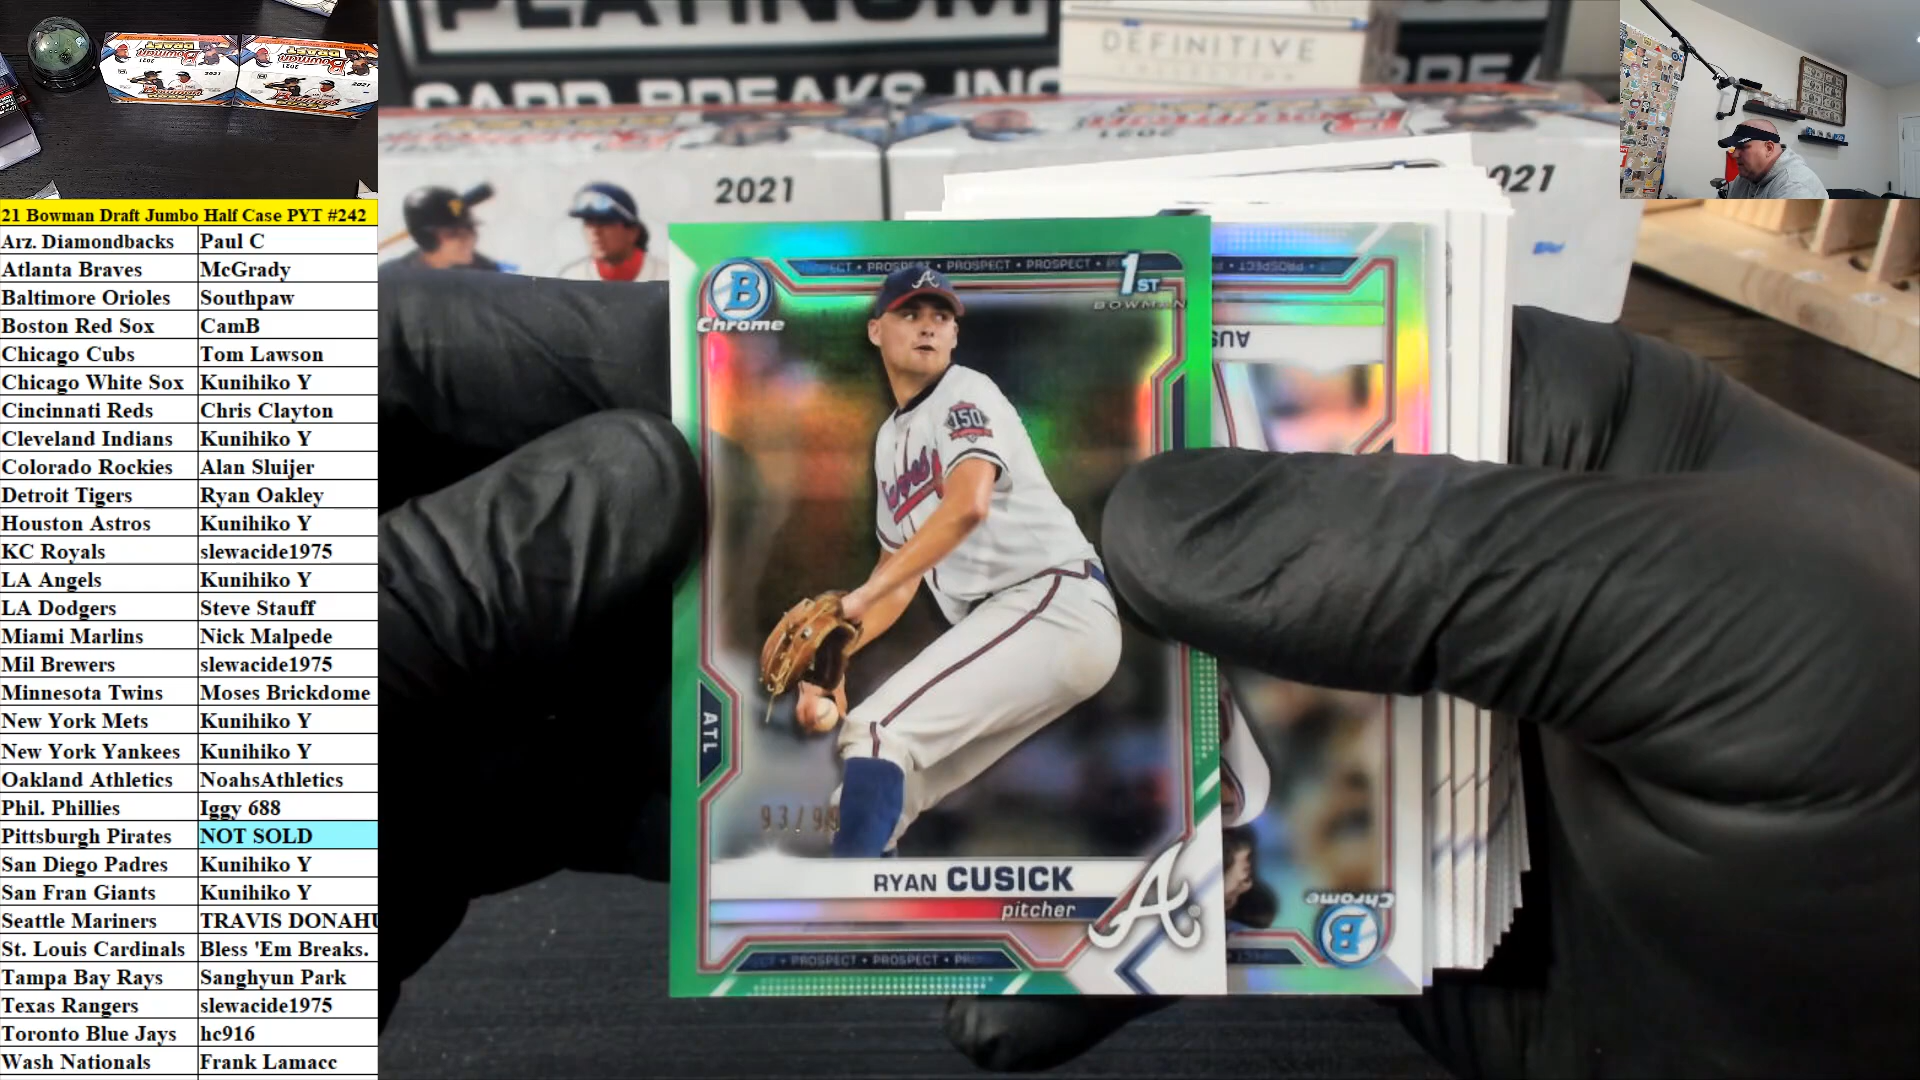 PLATINUM
CARD BREAKS INC
DEFINITIVE
2021
21 Bowman Draft Jumbo Half Case PYT #242
Arz. Diamondbacks Paul C
Atlanta Braves McGrady
Baltimore Orioles Southpaw
Boston Red Sox CamB
Chicago Cubs Tom Lawson
Chicago White Sox Kunihiko Y
Cincinnati Reds Chris Clayton
Cleveland Indians Kunihiko Y
Colorado Rockies Alan Sluijer
Detroit Tigers Ryan Oakley
Houston Astros Kunihiko Y
KC Royals slewacide1975
LA Angels Kunihiko Y
LA Dodgers Steve Stauff
Miami Marlins Nick Malpede
Mil Brewers slewacide1975
Minnesota Twins Moses Brickdome
New York Mets Kunihiko Y
New York Yankees Kunihiko Y
Oakland Athletics NoahsAthletics
Phil. Phillies Iggy 688
Pittsburgh Pirates NOT SOLD
San Diego Padres Kunihiko Y
San Fran Giants Kunihiko Y
Seattle Mariners TRAVIS DONAHU
St. Louis Cardinals Bless 'Em Breaks.
Tampa Bay Rays Sanghyun Park
Texas Rangers slewacide1975
Toronto Blue Jays hc916
Wash Nationals Frank Lamacc
PROSPECT • PROSPECT • PROSPECT
B
Chrome
1ST
BOWMAN
A
150
ATL
93/99
RYAN CUSICK
pitcher
A
PROSPECT • PROSPECT
AUS
Chrome
B